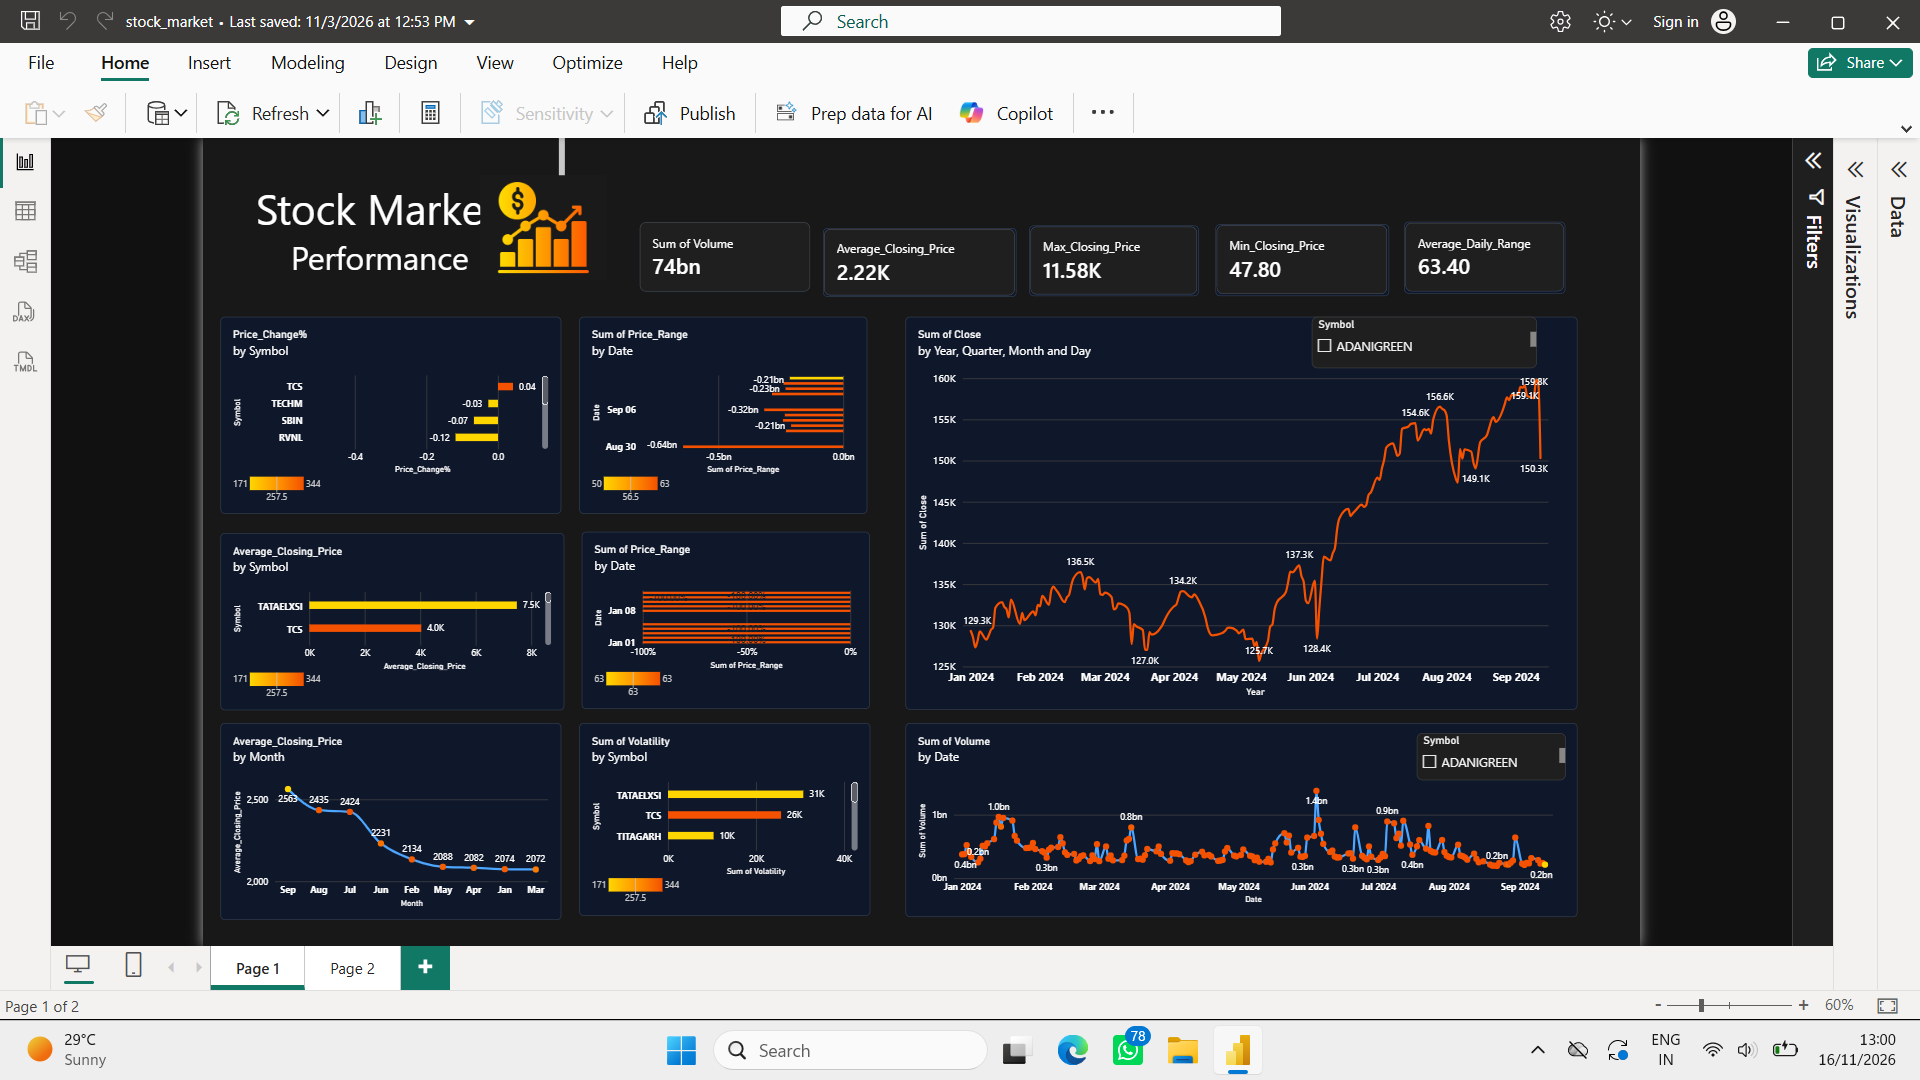 stock_market • Last saved: 11/3/2026 at 12:53 PM
Search
Sign in
File
Home
Insert
Modeling
Design
View
Optimize
Help
Share
Refresh
Sensitivity
Publish
Prep data for AI
Copilot
DAX
TMDL
Filters
Visualizations
Data
Stock Marke
Performance
$
Sum of Volume
74bn
Average_Closing_Price
2.22K
Max_Closing_Price
11.58K
Min_Closing_Price
47.80
Average_Daily_Range
63.40
Price_Change%
by Symbol
Symbol
TCS
0.04
TECHM
-0.03
SBIN
-0.07
RVNL
-0.12
-0.4
-0.2
0.0
Price_Change%
171
344
257.5
Sum of Price_Range
by Date
Date
-0.21bn
-0.23bn
Sep 06
-0.32bn
-0.21bn
Aug 30
-0.64bn
-0.5bn
0.0bn
Sum of Price_Range
50
63
56.5
Sum of Close
by Year, Quarter, Month and Day
Symbol
ADANIGREEN
Sum of Close
160K
155K
150K
145K
140K
135K
130K
125K
129.3K
136.5K
127.0K
134.2K
125.7K
137.3K
128.4K
154.6K
156.6K
149.1K
159.8K
159.1K
150.3K
Jan 2024
Feb 2024
Mar 2024
Apr 2024
May 2024
Jun 2024
Jul 2024
Aug 2024
Sep 2024
Year
Average_Closing_Price
by Symbol
Symbol
TATAELXSI
7.5K
TCS
4.0K
0K
2K
4K
6K
8K
Average_Closing_Price
171
344
257.5
Sum of Price_Range
by Date
Date
Jan 08
Jan 01
-100%
-50%
0%
Sum of Price_Range
63
63
63
Average_Closing_Price
by Month
Average_Closing_Price
2,500
2,000
2563
2435
2424
2231
2134
2088
2082
2074
2072
Sep
Aug
Jul
Jun
Feb
May
Apr
Jan
Mar
Month
Sum of Volatility
by Symbol
Symbol
TATAELXSI
31K
TCS
26K
TITAGARH
10K
0K
20K
40K
Sum of Volatility
171
344
257.5
Sum of Volume
by Date
Symbol
ADANIGREEN
Sum of Volume
1bn
0bn
0.4bn
0.2bn
1.0bn
0.3bn
0.8bn
0.3bn
1.4bn
0.3bn
0.3bn
0.9bn
0.4bn
0.2bn
0.2bn
Jan 2024
Feb 2024
Mar 2024
Apr 2024
May 2024
Jun 2024
Jul 2024
Aug 2024
Sep 2024
Date
Page 1
Page 2
Page 1 of 2
60%
29°C
Sunny
Search
78
ENG
IN
13:00
16/11/2026